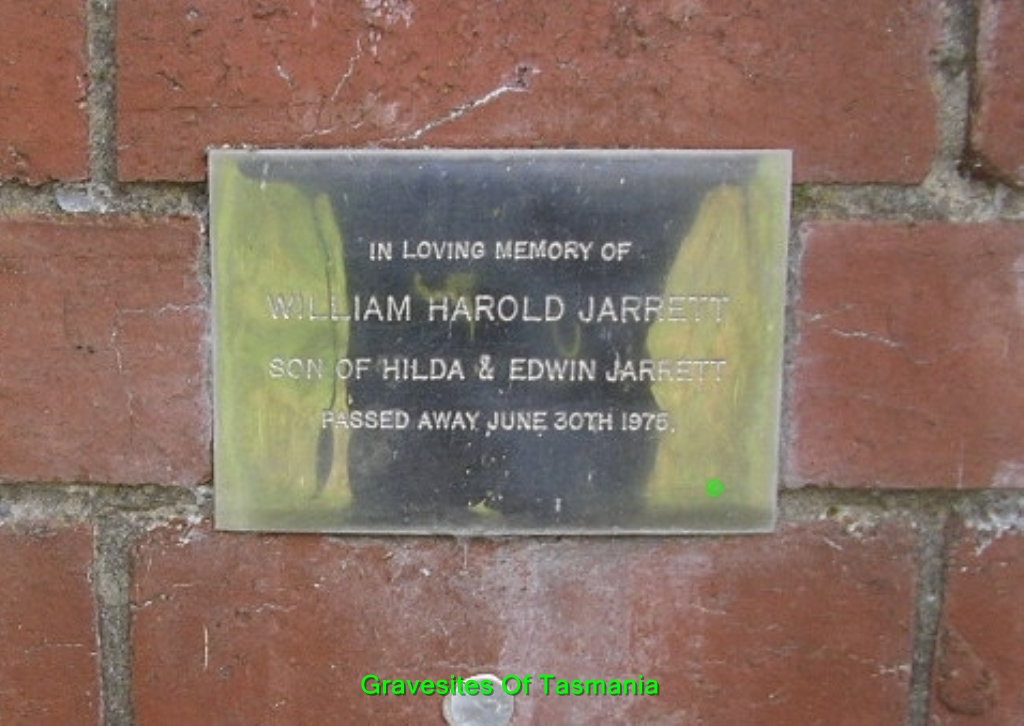 IN LOVING MEMORY OF
WILLIAM HAROLD JARRETT
SON OF HILDA & EDWIN JARRETT
PASSED AWAY JUNE 30TH 1975.
Gravesites Of Tasmania